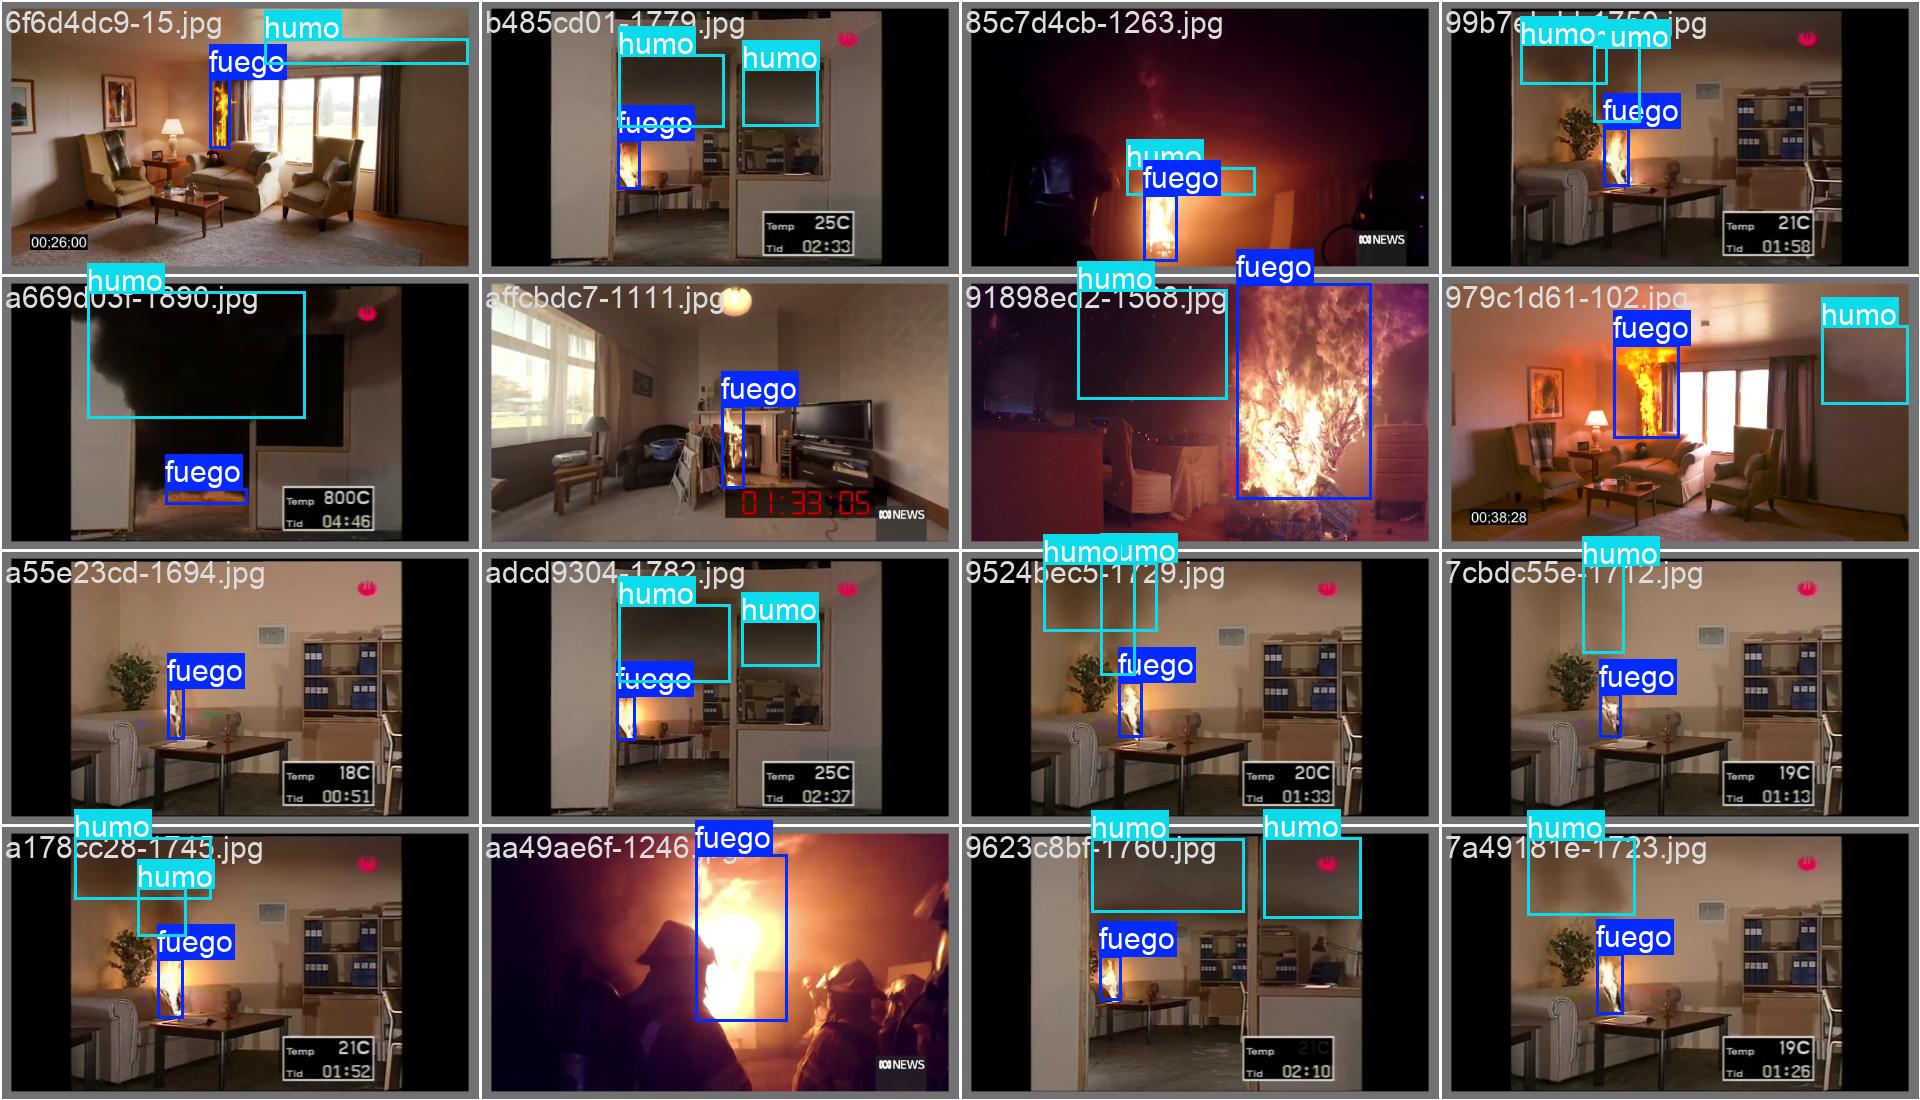 6f6d4dc9-15.jpg
humo
fuego
00;26;00
b485cd01-1779.jpg
humo
humo
fuego
Temp 25C
Tid 02:33
85c7d4cb-1263.jpg
humo
fuego
NEWS
humo
umo
fuego
Temp 21C
Tid 01:58
humo
a669d03f-1890.jpg
fuego
Temp 800C
Tid 04:46
affcbdc7-1111.jpg
fuego
01:33:05
NEWS
humo
fuego
91898ed2-1568.jpg
979c1d61-102.jpg
humo
fuego
00;38;28
a55e23cd-1694.jpg
fuego
Temp 18C
Tid 00:51
adcd9304-1782.jpg
humo
humo
fuego
Temp 25C
Tid 02:37
humo
umo
9524bec5-1729.jpg
fuego
Temp 20C
Tid 01:33
humo
7cbdc55e-1712.jpg
fuego
Temp 19C
Tid 01:13
humo
a178cc28-1745.jpg
humo
fuego
Temp 21C
Tid 01:52
fuego
aa49ae6f-1246.jpg
NEWS
humo
humo
9623c8bf-1760.jpg
fuego
Temp 21C
Tid 02:10
humo
7a49181e-1723.jpg
fuego
Temp 19C
Tid 01:26